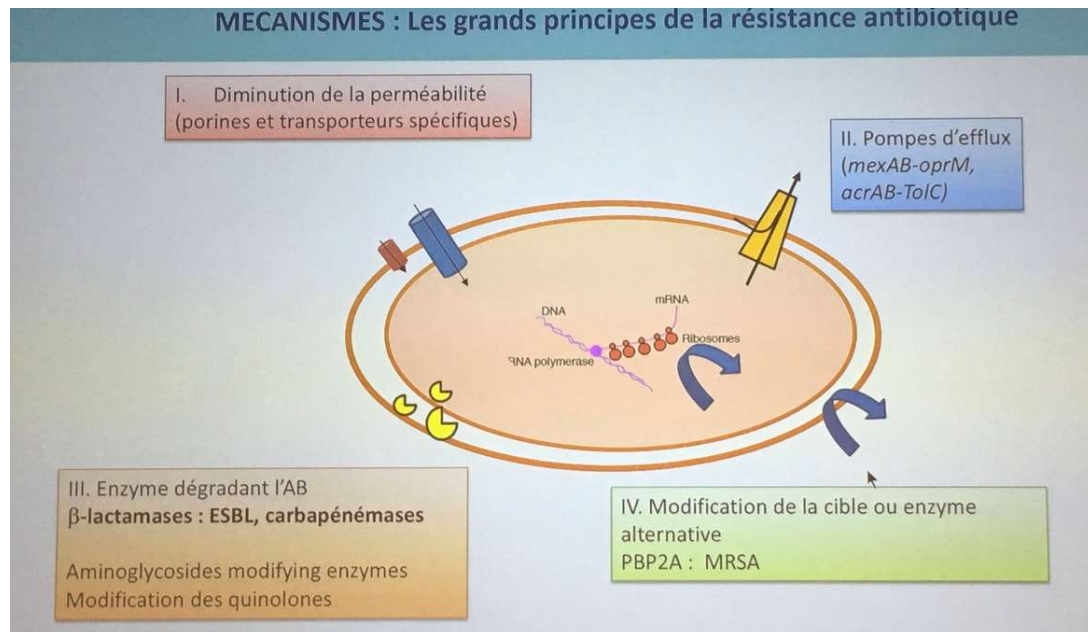 MECANISMES : Les grands principes de la résistance antibiotique
I. Diminution de la perméabilité
(porines et transporteurs spécifiques)
II. Pompes d'efflux
(mexAB-oprM,
acrAB-TolC)
DNA
mRNA
Ribosomes
RNA polymerase
III. Enzyme dégradant l'AB
β-lactamases : ESBL, carbapénémases
Aminoglycosides modifying enzymes
Modification des quinolones
IV. Modification de la cible ou enzyme
alternative
PBP2A : MRSA